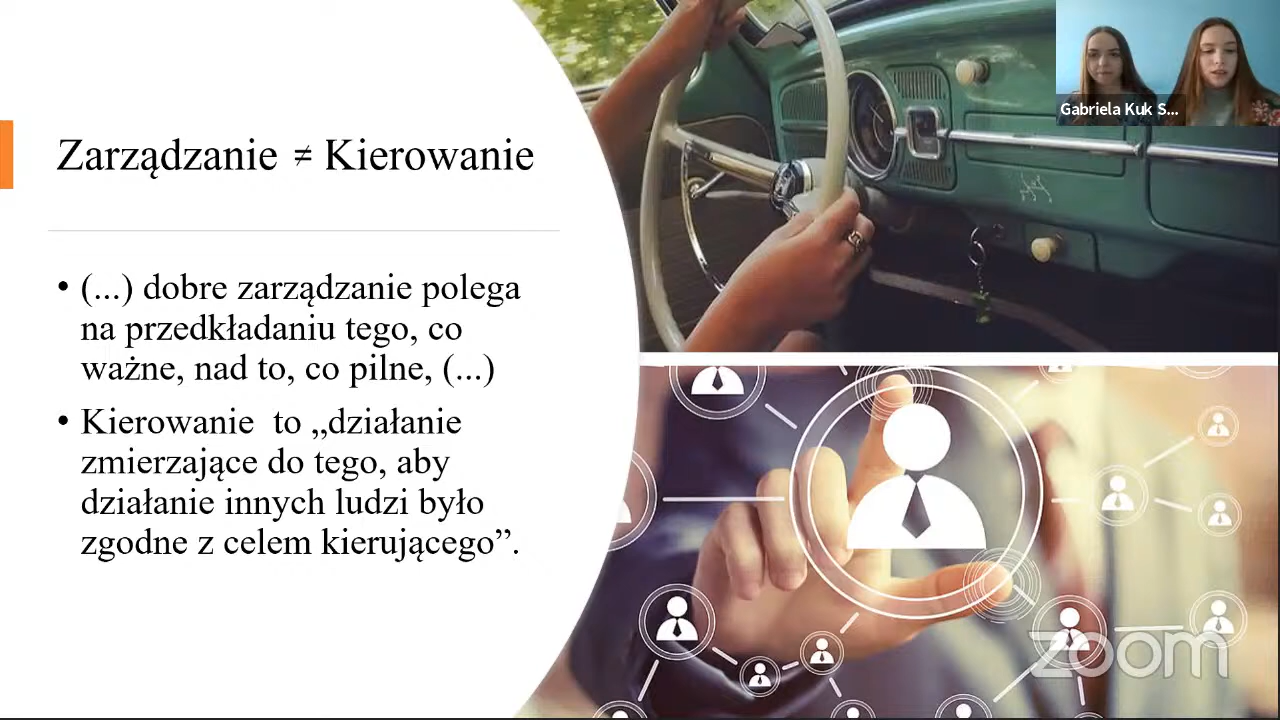 Zarządzanie ≠ Kierowanie
• (...) dobre zarządzanie polega
na przedkładaniu tego, co
ważne, nad to, co pilne, (...)
• Kierowanie to „działanie
zmierzające do tego, aby
działanie innych ludzi było
zgodne z celem kierującego”.
Gabriela Kuk S...
zoom